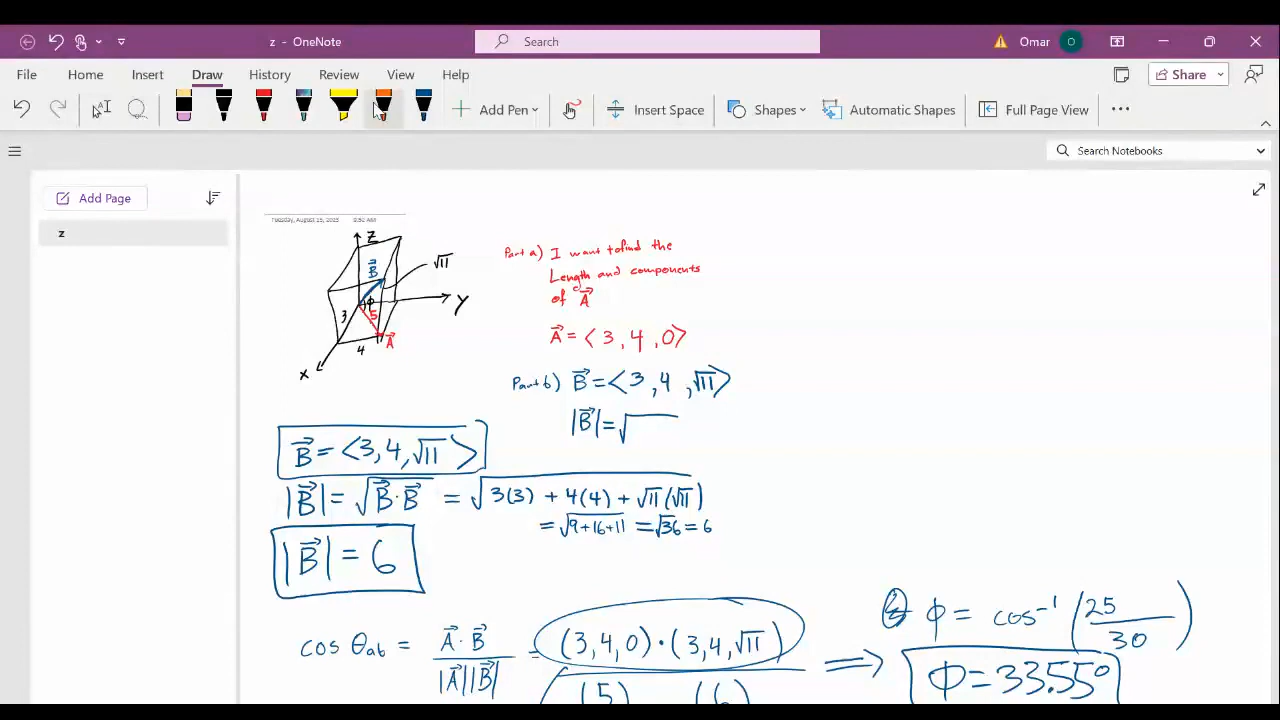 z - OneNote
Search
Omar
O
File Home Insert Draw History Review View Help
Share
Add Pen
Insert Space
Shapes
Automatic Shapes
Full Page View
Search Notebooks
Add Page
z
Tuesday, August 15, 2023
Z
B
√11
Φ
3
5
Y
A
4
X
Part a) I want to find the
Length and components
of A
A = <3, 4, 0>
Part b) B = <3, 4, √11>
|B| = √
B = <3, 4, √11>
|B| = √B·B = √3(3) + 4(4) + √11(√11)
= √9+16+11 = √36 = 6
|B| = 6
Φ = cos⁻¹(25/30)
cos θab = A·B/|A||B| = (3,4,0)·(3,4,√11)
(5) (6)
⟹ Φ = 33.55°